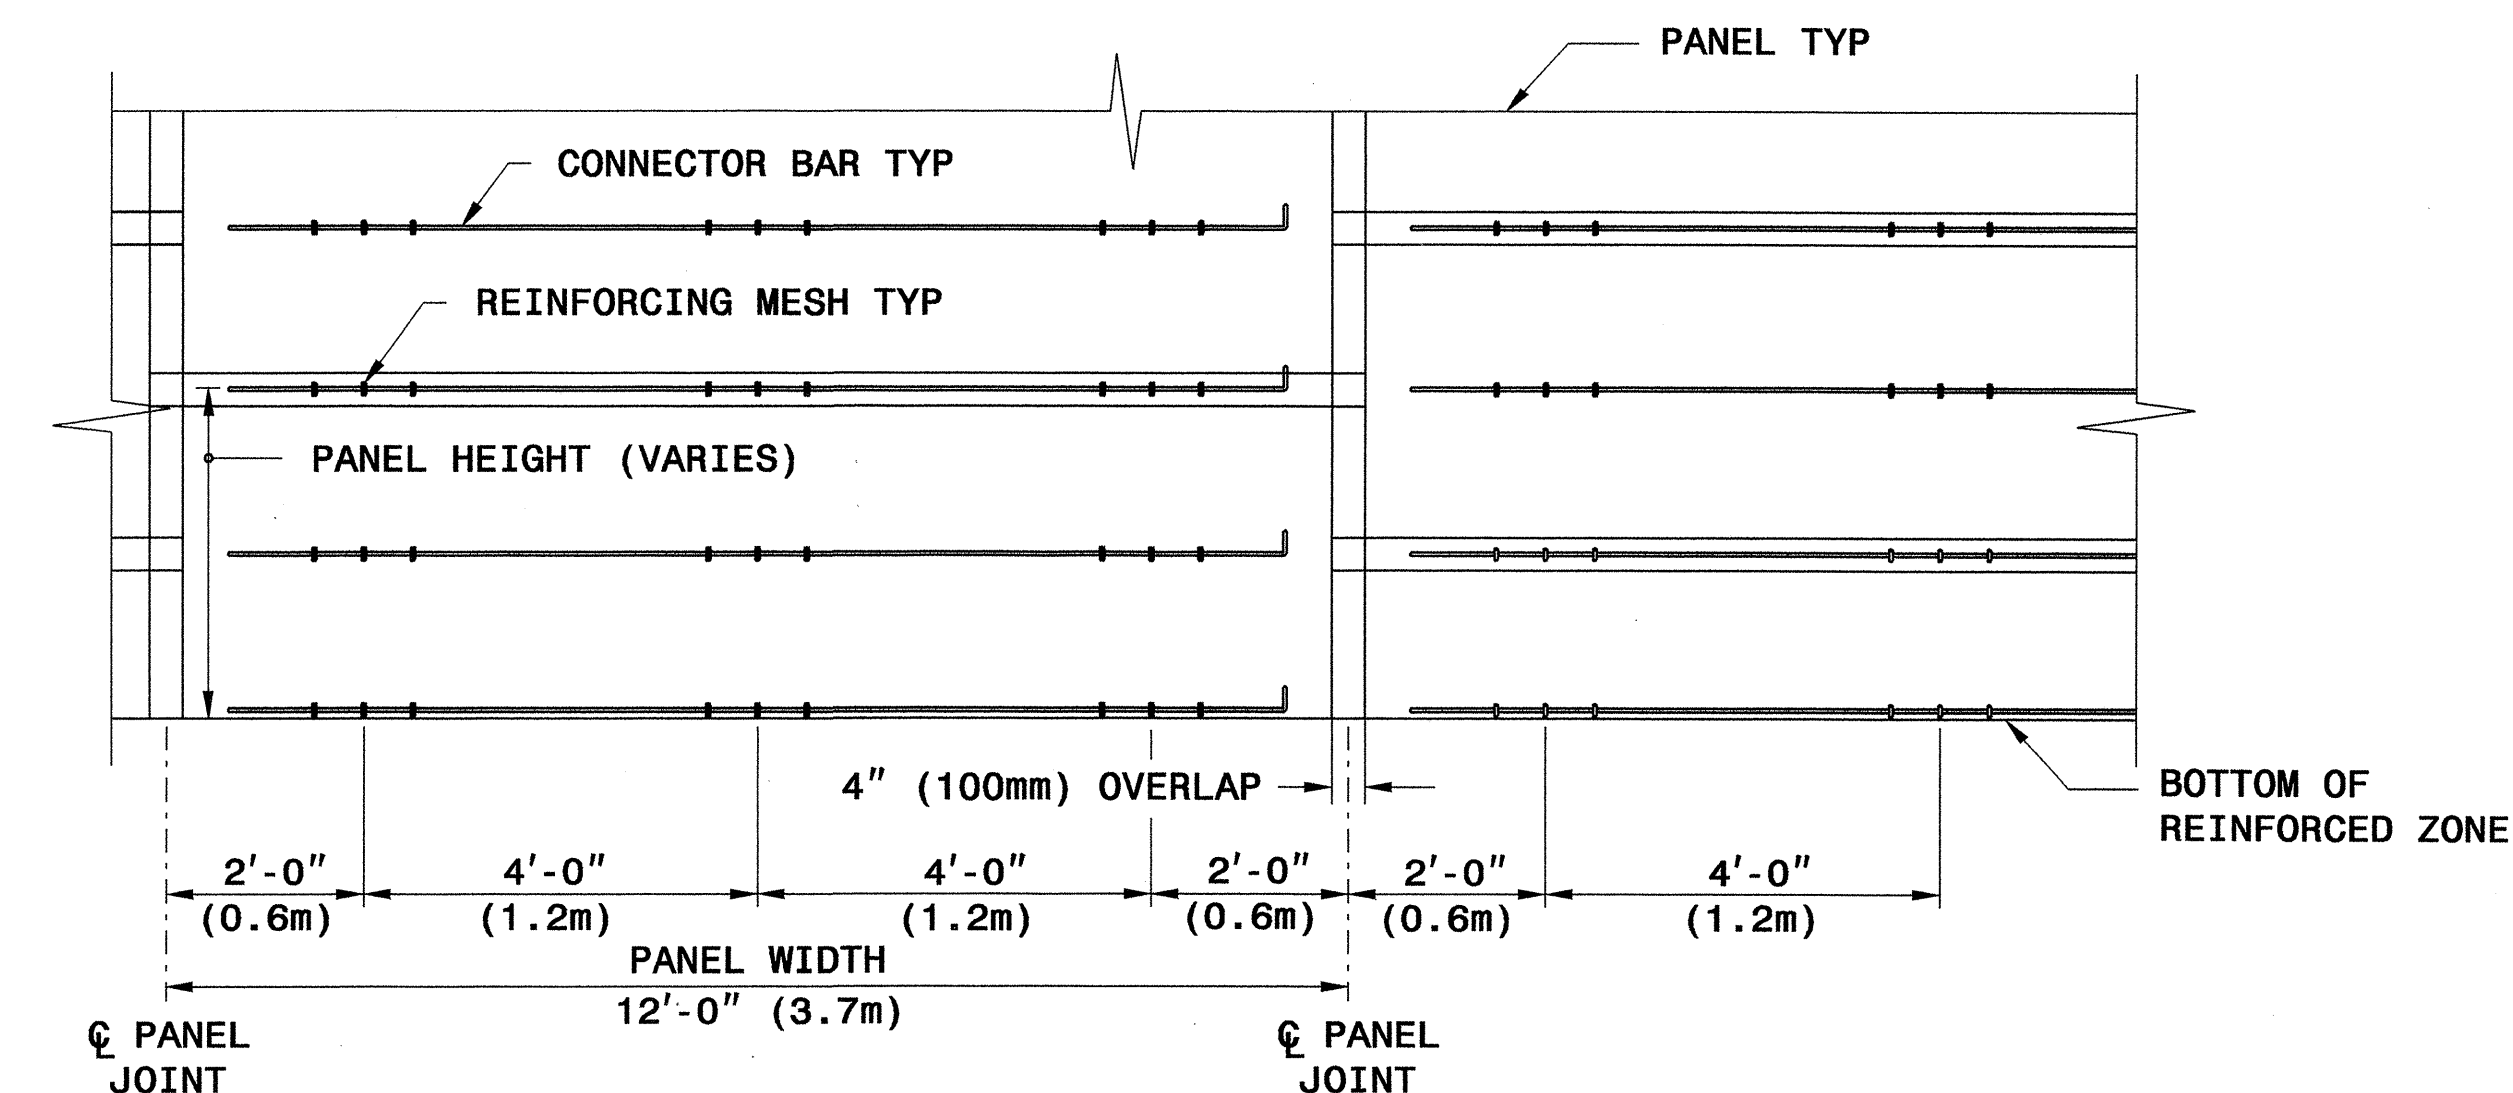 PANEL TYP
CONNECTOR BAR TYP
REINFORCING MESH TYP
PANEL HEIGHT (VARIES)
4" (100mm) OVERLAP
BOTTOM OF
REINFORCED ZONE
2'-0" 4'-0" 4'-0" 2'-0" 2'-0" 4'-0"
(0.6m) (1.2m) (1.2m) (0.6m) (0.6m) (1.2m)
PANEL WIDTH
12'-0" (3.7m)
℄ PANEL
JOINT
℄ PANEL
JOINT